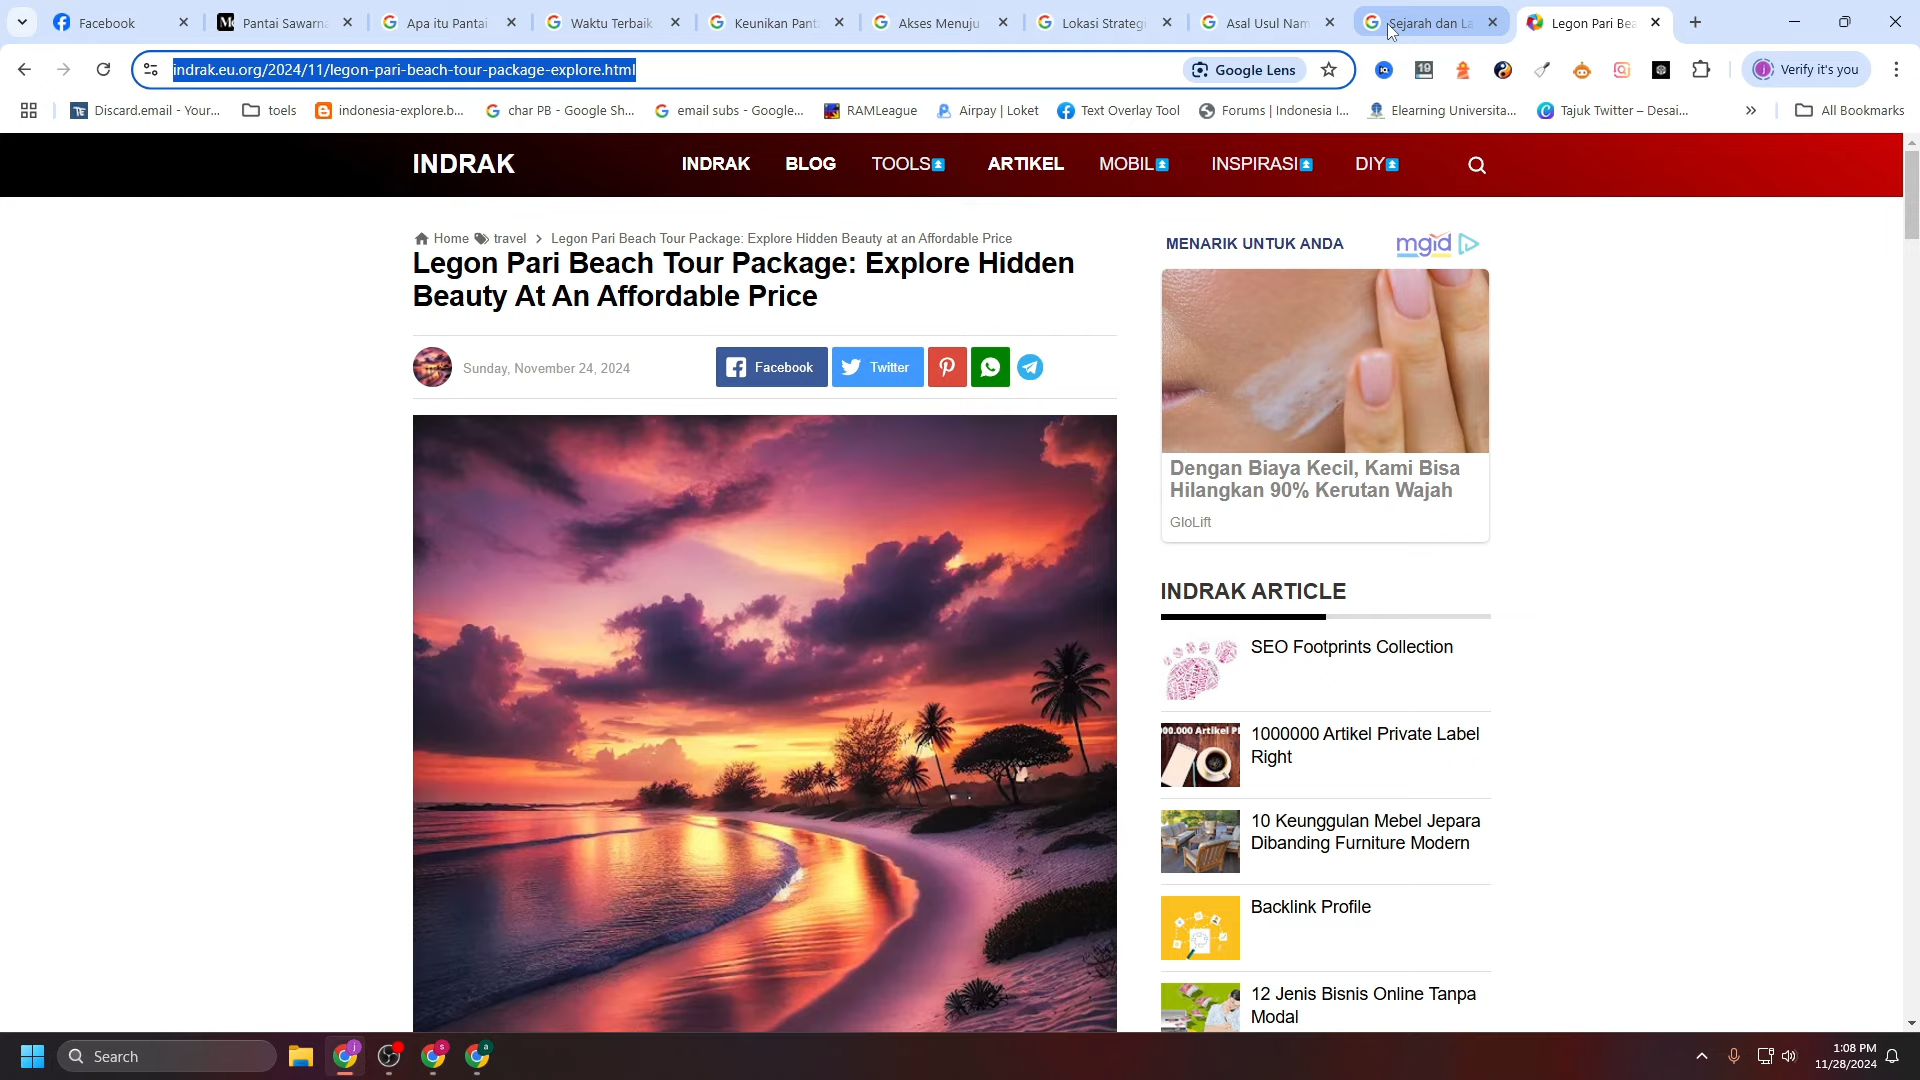 Facebook
Pantai Sawarna
Apa itu Pantai
Waktu Terbaik
Keunikan Panta
Akses Menuju
Lokasi Strategi
Asal Usul Nam
Sejarah dan La
Legon Pari Bea
indrak.eu.org/2024/11/legon-pari-beach-tour-package-explore.html
Google Lens
19
Verify it's you
Discard.email - Your...
toels
indonesia-explore.b...
char PB - Google Sh...
email subs - Google...
RAMLeague
Airpay | Loket
Text Overlay Tool
Forums | Indonesia I...
Elearning Universita...
Tajuk Twitter – Desai...
All Bookmarks
INDRAK
INDRAK
BLOG
TOOLS
ARTIKEL
MOBIL
INSPIRASI
DIY
Home travel > Legon Pari Beach Tour Package: Explore Hidden Beauty at an Affordable Price
Legon Pari Beach Tour Package: Explore Hidden
Beauty At An Affordable Price
Sunday, November 24, 2024
Facebook
Twitter
MENARIK UNTUK ANDA
mgid
Dengan Biaya Kecil, Kami Bisa
Hilangkan 90% Kerutan Wajah
GloLift
INDRAK ARTICLE
SEO Footprints Collection
1000000 Artikel Private Label
Right
10 Keunggulan Mebel Jepara
Dibanding Furniture Modern
Backlink Profile
12 Jenis Bisnis Online Tanpa
Modal
Search
1:08 PM
11/28/2024